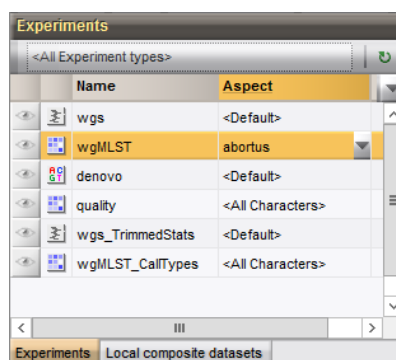 Experiments
<All Experiment types>
Name Aspect
wgs <Default>
wgMLST abortus
denovo <Default>
quality <All Characters>
wgs_TrimmedStats <Default>
wgMLST_CallTypes <All Characters>
Experiments Local composite datasets